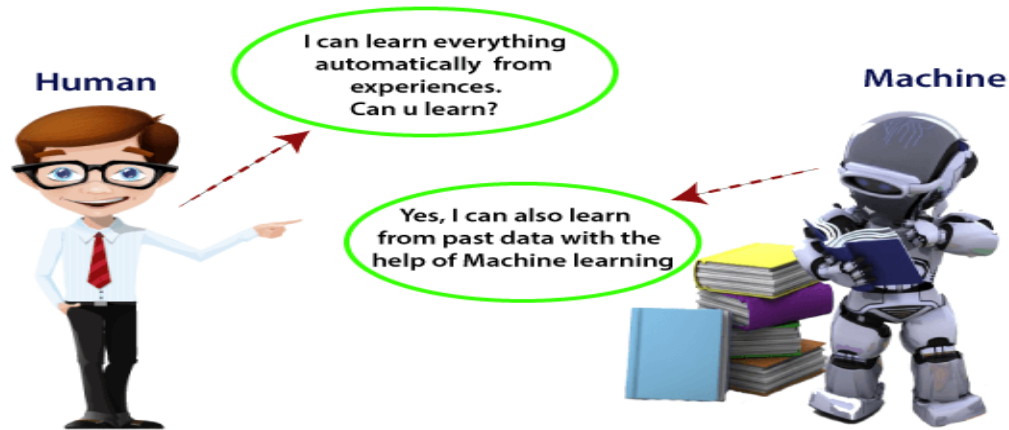 Human
I can learn everything
automatically from
experiences.
Can u learn?
Machine
Yes, I can also learn
from past data with the
help of Machine learning